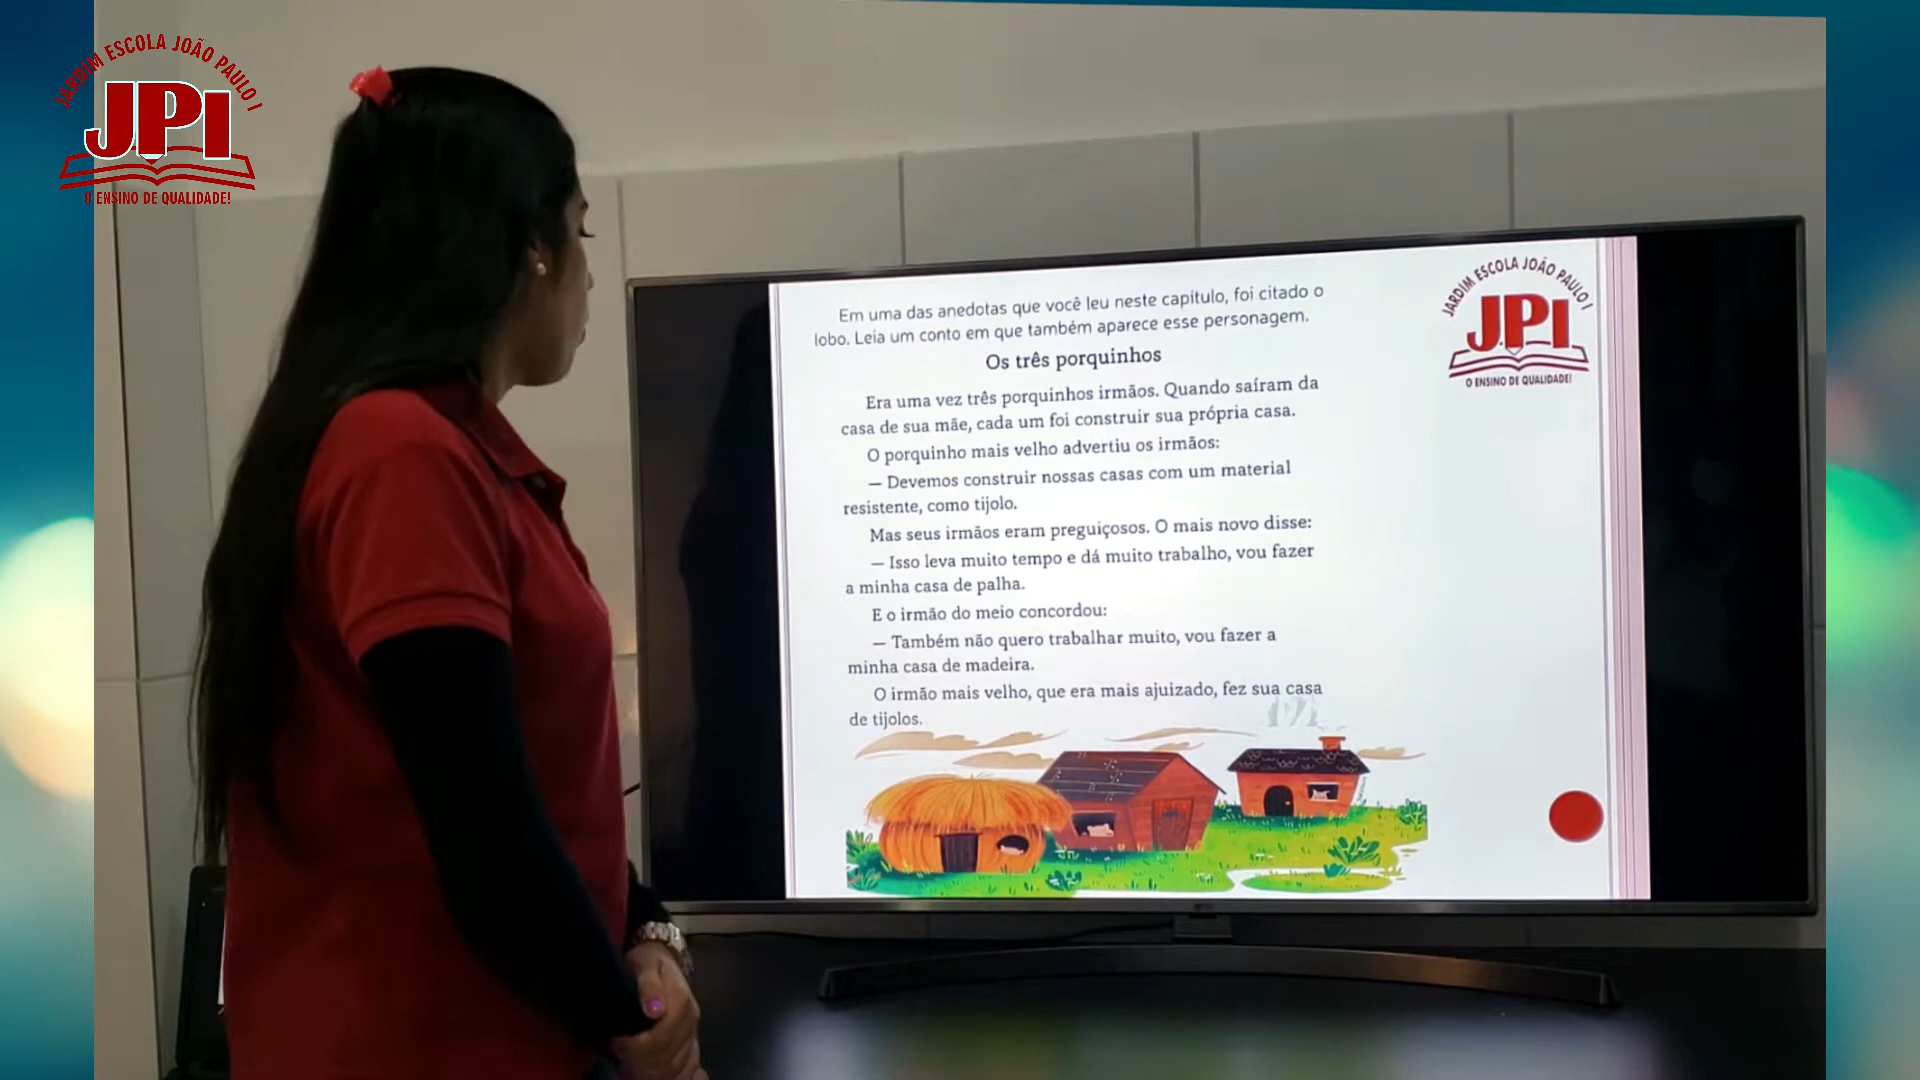 JARDIM ESCOLA JOÃO PAULO I
JPI
O ENSINO DE QUALIDADE!
Em uma das anedotas que você leu neste capítulo, foi citado o
lobo. Leia um conto em que também aparece esse personagem.
Os três porquinhos
Era uma vez três porquinhos irmãos. Quando saíram da
casa de sua mãe, cada um foi construir sua própria casa.
O porquinho mais velho advertiu os irmãos:
— Devemos construir nossas casas com um material
resistente, como tijolo.
Mas seus irmãos eram preguiçosos. O mais novo disse:
— Isso leva muito tempo e dá muito trabalho, vou fazer
a minha casa de palha.
E o irmão do meio concordou:
— Também não quero trabalhar muito, vou fazer a
minha casa de madeira.
O irmão mais velho, que era mais ajuizado, fez sua casa
de tijolos.
JARDIM ESCOLA JOÃO PAULO I
JPI
O ENSINO DE QUALIDADE!